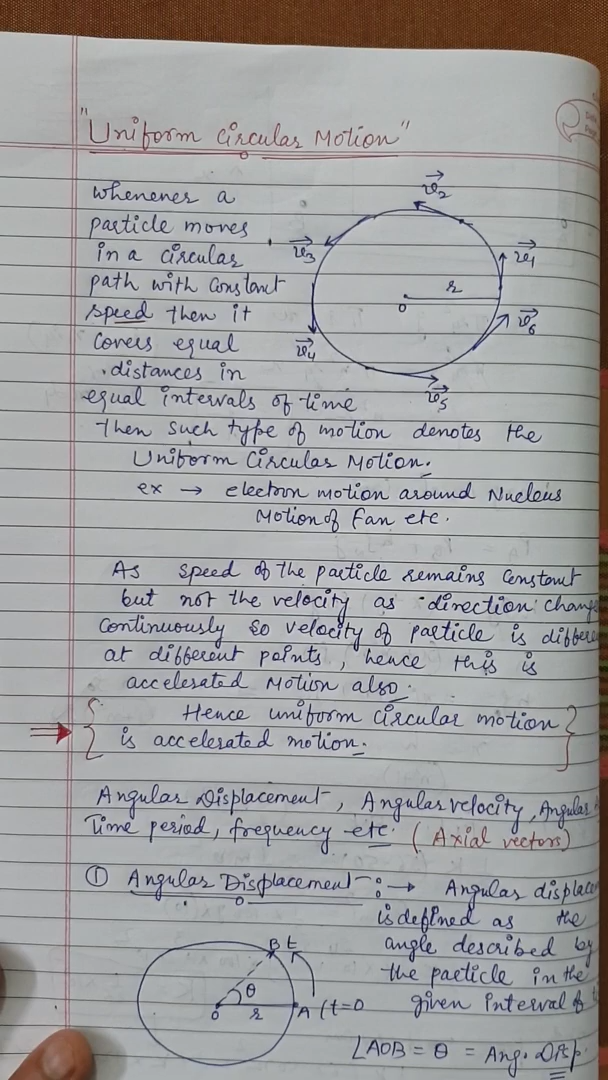 "Uniform Circular Motion"
whenever a
particle moves
in a circular
path with constant
speed then it
covers equal
distances in
equal intervals of time
then such type of motion denotes the
Uniform Circular Motion.
ex → electron motion around Nucleus
Motion of Fan etc.
v₂
v₃
v₁
r
o
v₆
v₄
v₅
As speed of the particle remains constant
but not the velocity as direction change
continuously so velocity of particle is differe
at different points, hence this is
accelerated Motion also.
⇒ { Hence uniform circular motion
is accelerated motion. }
Angular Displacement, Angular velocity, Angular
Time period, frequency etc. (Axial vectors)
① Angular Displacement :→ Angular displace
is defined as the
angle described by
the particle in the
given interval of
∠AOB = θ = Ang. Disp.
B t
θ
o r A (t=0